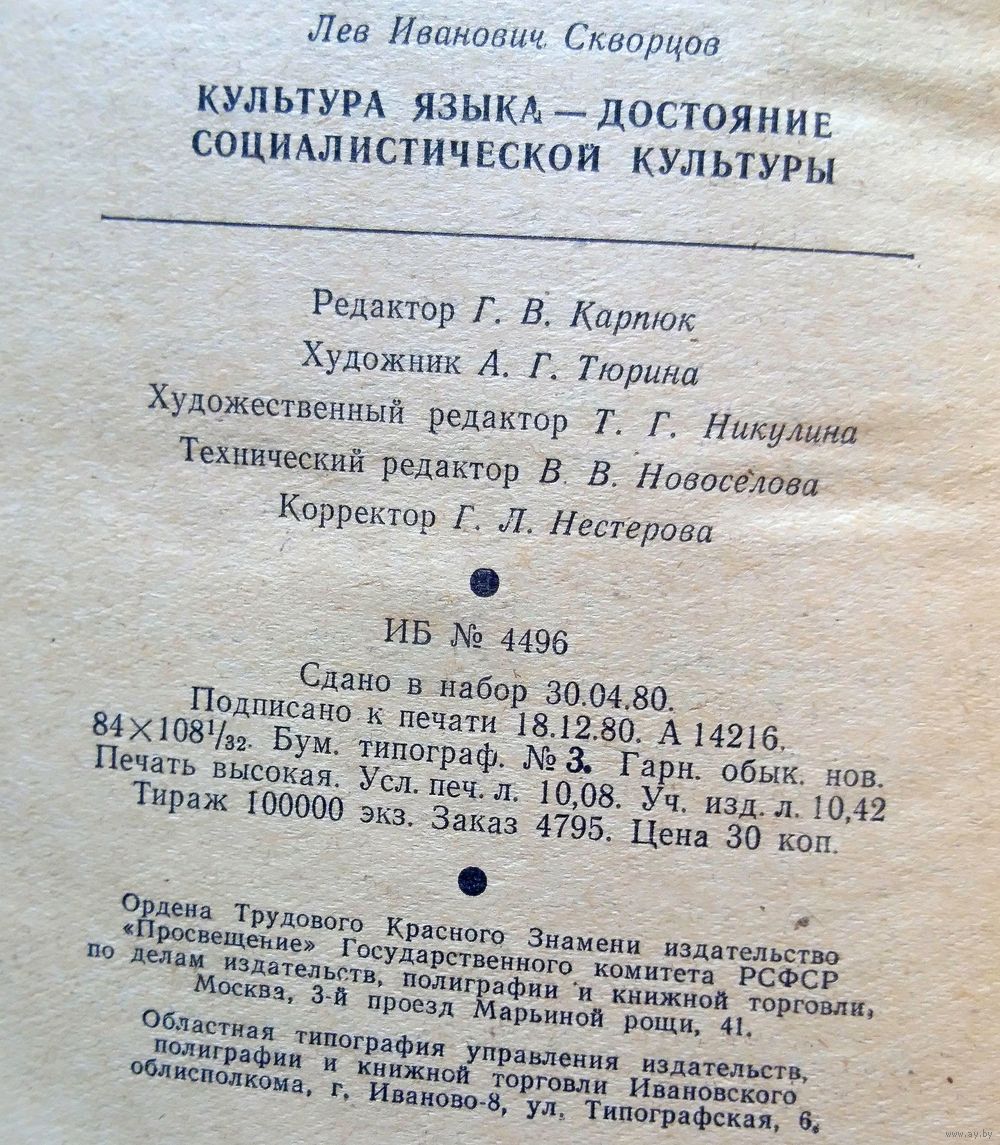 Лев Иванович Скворцов
КУЛЬТУРА ЯЗЫКА — ДОСТОЯНИЕ
СОЦИАЛИСТИЧЕСКОЙ КУЛЬТУРЫ
Редактор Г. В. Карпюк
Художник А. Г. Тюрина
Художественный редактор Т. Г. Никулина
Технический редактор В. В. Новосёлова
Корректор Г. Л. Нестерова
ИБ № 4496
Сдано в набор 30.04.80.
Подписано к печати 18.12.80. А 14216.
84×108¹/₃₂. Бум. типограф. № 3. Гарн. обык. нов.
Печать высокая. Усл. печ. л. 10,08. Уч. изд. л. 10,42
Тираж 100000 экз. Заказ 4795. Цена 30 коп.
Ордена Трудового Красного Знамени издательство
«Просвещение» Государственного комитета РСФСР
по делам издательств, полиграфии и книжной торговли,
Москва, 3-й проезд Марьиной рощи, 41.
Областная типография управления издательств,
полиграфии и книжной торговли Ивановского
облисполкома, г. Иваново-8, ул. Типографская, 6.
www.ay.by